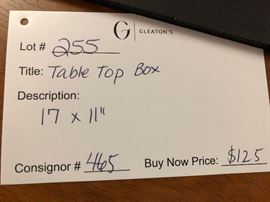 Lot # 255
G | GLEATON'S
Title: Table Top Box
Description:
17 x 11"
Consignor # 465 Buy Now Price: $125